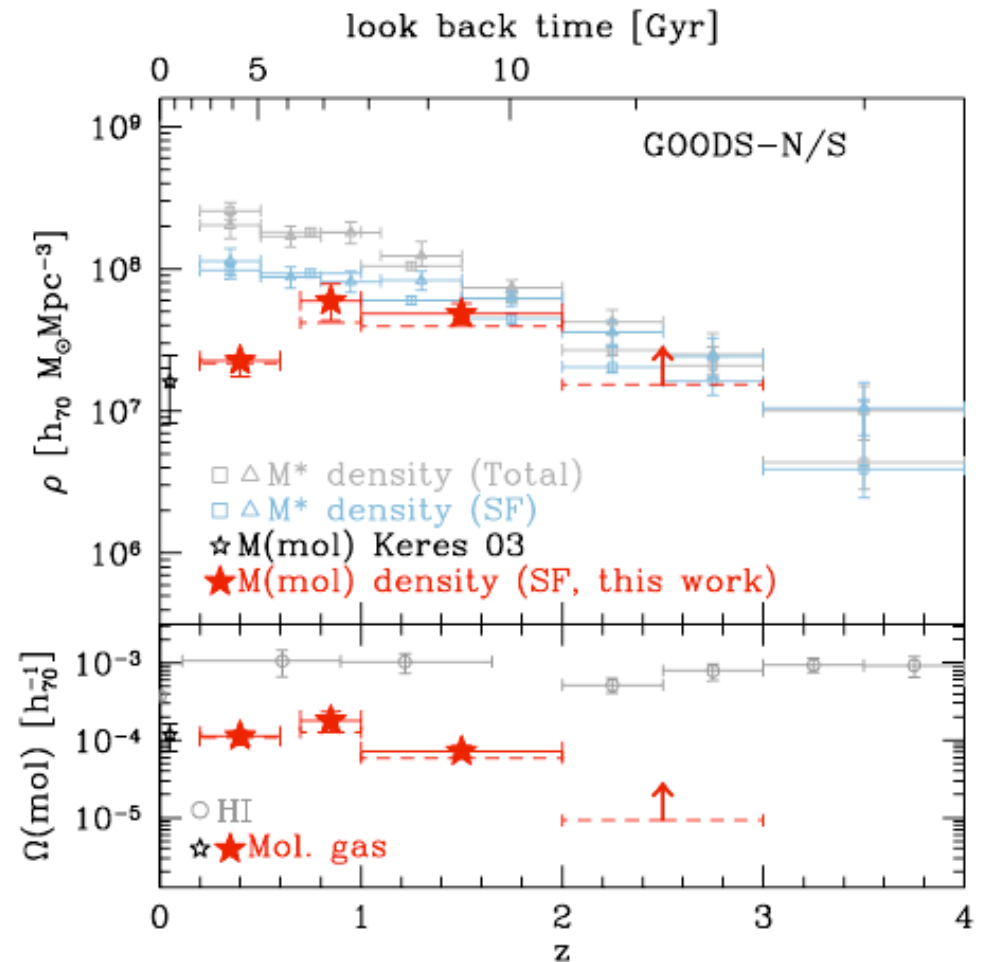 look back time [Gyr]
0 5 10
GOODS-N/S
10⁹
10⁸
10⁷
10⁶
ρ [h₇₀ M⊙Mpc⁻³]
□ △ M* density (Total)
□ △ M* density (SF)
☆ M(mol) Keres 03
★ M(mol) density (SF, this work)
10⁻³
10⁻⁴
10⁻⁵
Ω(mol) [h₇₀⁻¹]
○ HI
☆ ★ Mol. gas
0 1 2 3 4
z